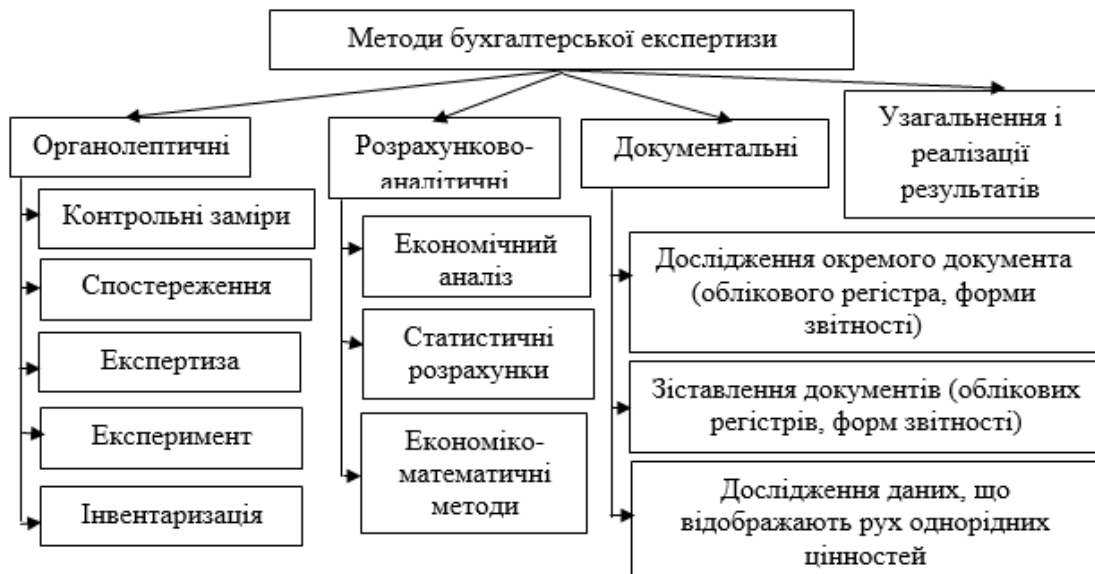 Методи бухгалтерської експертизи
Органолептичні
Контрольні заміри
Спостереження
Експертиза
Експеримент
Інвентаризація
Розрахунково-
аналітичні
Економічний
аналіз
Статистичні
розрахунки
Економіко-
математичні
методи
Документальні
Дослідження окремого документа
(облікового регістра, форми
звітності)
Зіставлення документів (облікових
регістрів, форм звітності)
Дослідження даних, що
відображають рух однорідних
цінностей
Узагальнення і
реалізації
результатів